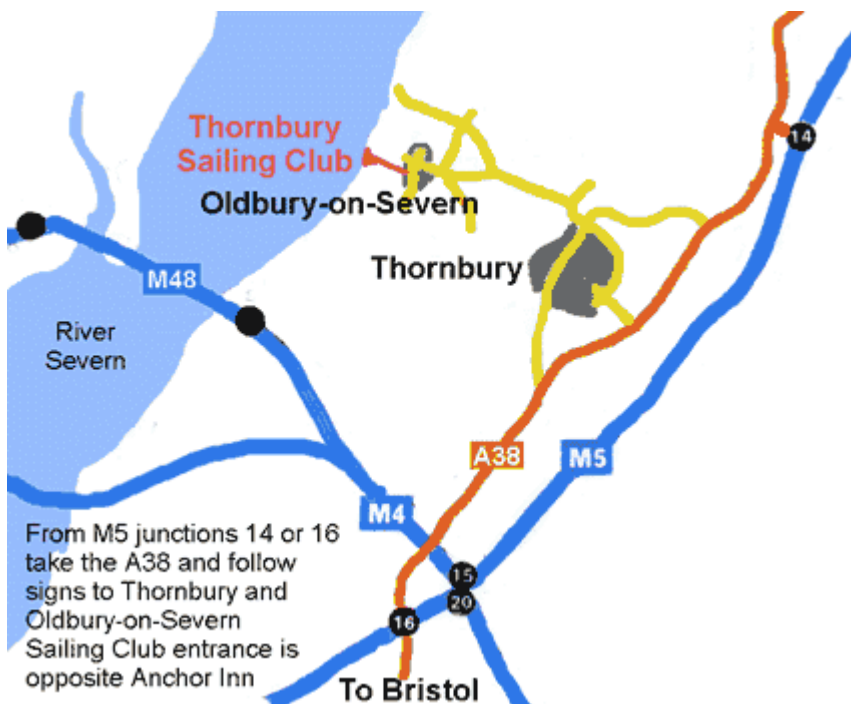 Thornbury
Sailing Club
14
Oldbury-on-Severn
Thornbury
M48
River
Severn
A38
M5
M4
From M5 junctions 14 or 16
take the A38 and follow
signs to Thornbury and
Oldbury-on-Severn
Sailing Club entrance is
opposite Anchor Inn
15
20
16
To Bristol